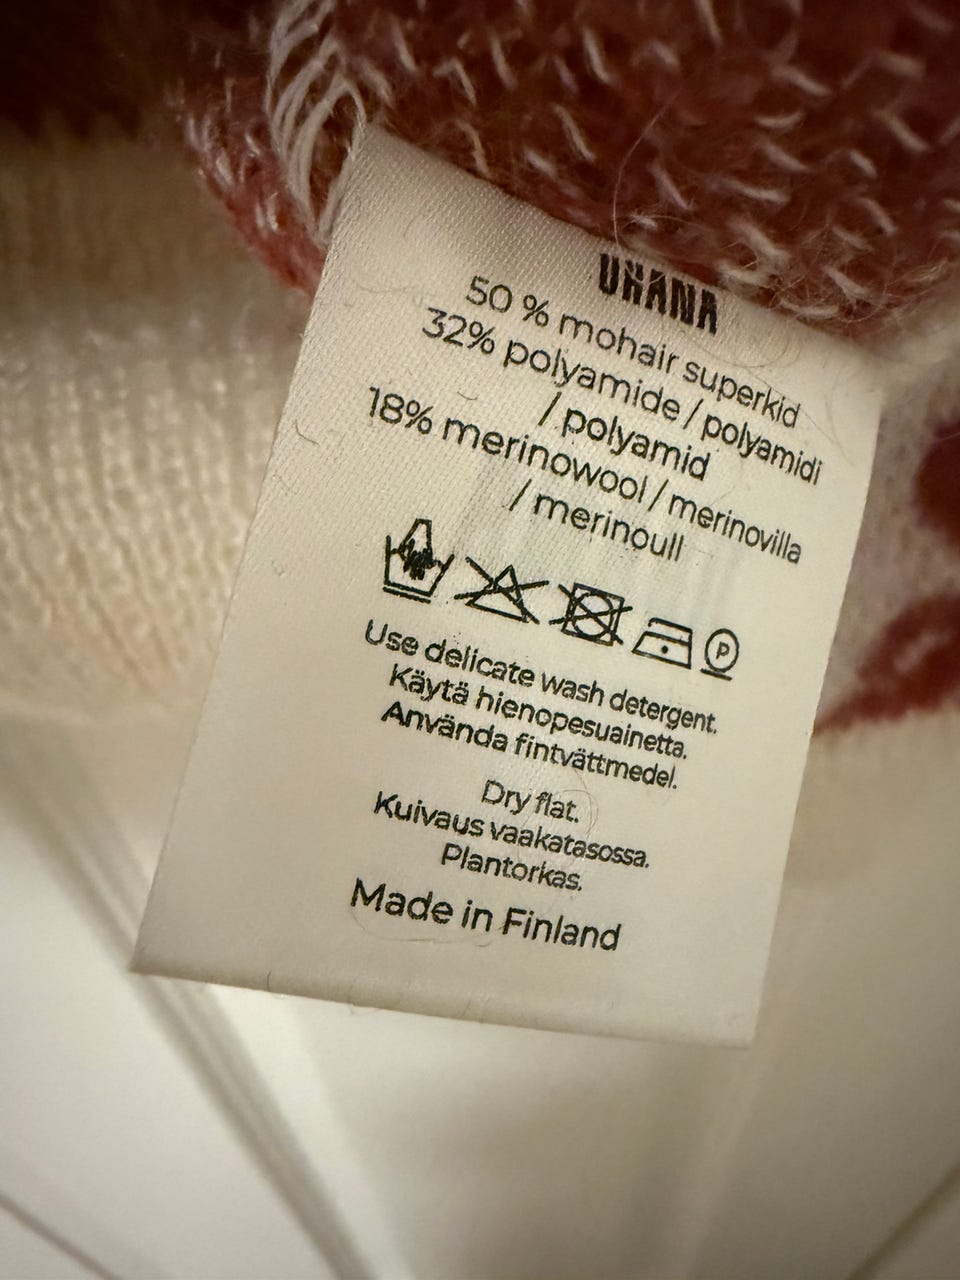 UHANA
50 % mohair superkid
32% polyamide / polyamidi
/ polyamid
18% merinowool / merinovilla
/ merinoull
P
Use delicate wash detergent.
Käytä hienopesuainetta.
Använda fintvättmedel.
Dry flat.
Kuivaus vaakatasossa.
Plantorkas.
Made in Finland